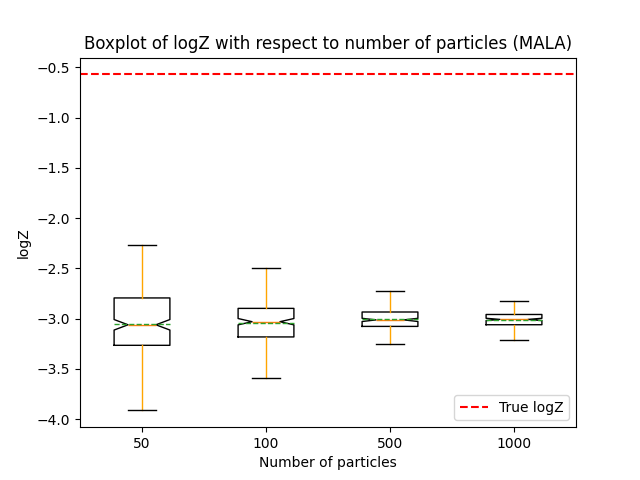 Boxplot of logZ with respect to number of particles (MALA)
−0.5
−1.0
−1.5
−2.0
−2.5
−3.0
−3.5
−4.0
logZ
True logZ
50 100 500 1000
Number of particles